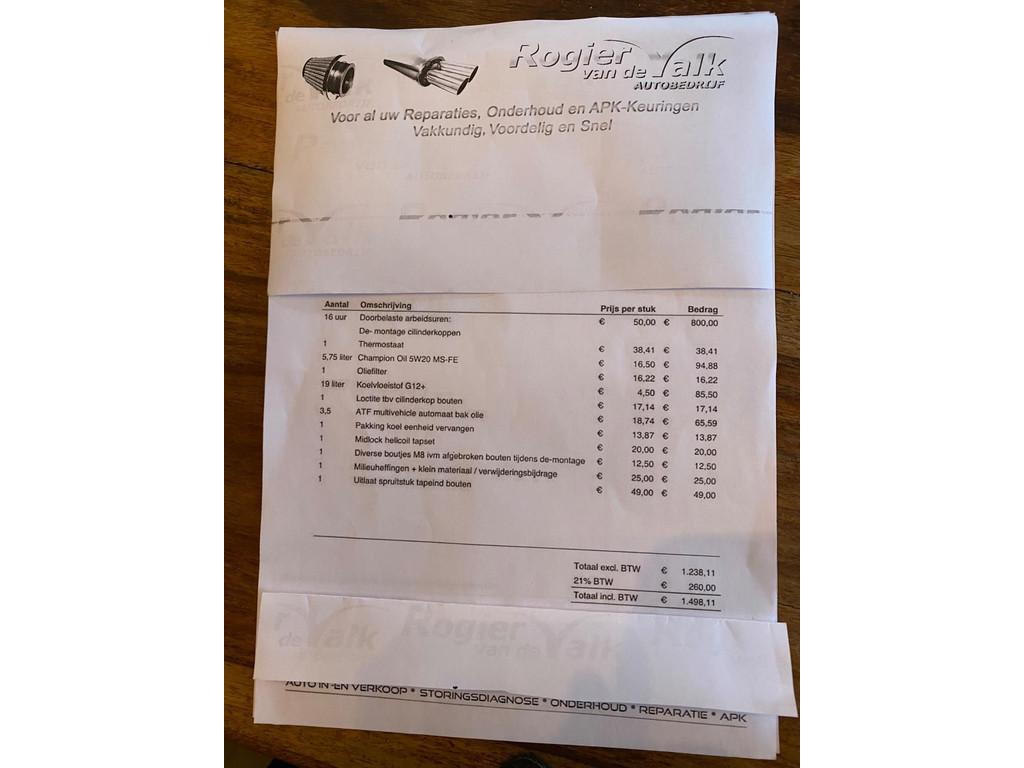 Rogier
van de Valk
AUTOBEDRIJF
Voor al uw Reparaties, Onderhoud en APK-Keuringen
Vakkundig, Voordelig en Snel
Aantal Omschrijving Prijs per stuk Bedrag
16 uur Doorbelaste arbeidsuren: € 50,00 € 800,00
De- montage cilinderkoppen
1 Thermostaat € 38,41 € 38,41
5,75 liter Champion Oil 5W20 MS-FE € 16,50 € 94,88
1 Oliefilter € 16,22 € 16,22
19 liter Koelvloeistof G12+ € 4,50 € 85,50
1 Loctite tbv cilinderkop bouten € 17,14 € 17,14
3,5 ATF multivehicle automaat bak olie € 18,74 € 65,59
1 Pakking koel eenheid vervangen € 13,87 € 13,87
1 Midlock helicoil tapset € 20,00 € 20,00
1 Diverse boutjes M8 ivm afgebroken bouten tijdens de-montage € 12,50 € 12,50
1 Milieuheffingen + klein materiaal / verwijderingsbijdrage € 25,00 € 25,00
1 Uitlaat spruitstuk tapeind bouten € 49,00 € 49,00
Totaal excl. BTW € 1.238,11
21% BTW € 260,00
Totaal incl. BTW € 1.498,11
Rogier
de Valk
van de Valk
AUTO IN -EN VERKOOP * STORINGSDIAGNOSE * ONDERHOUD * REPARATIE * APK